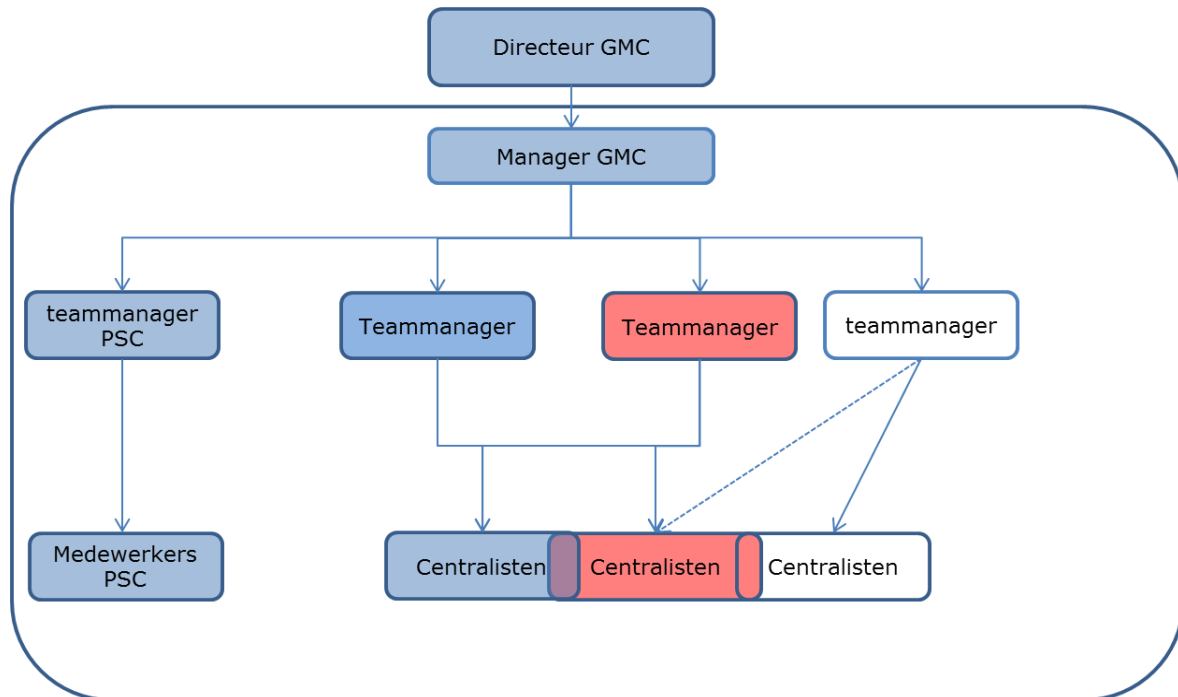 Directeur GMC
Manager GMC
teammanager
PSC
Teammanager
Teammanager
teammanager
Medewerkers
PSC
Centralisten
Centralisten
Centralisten